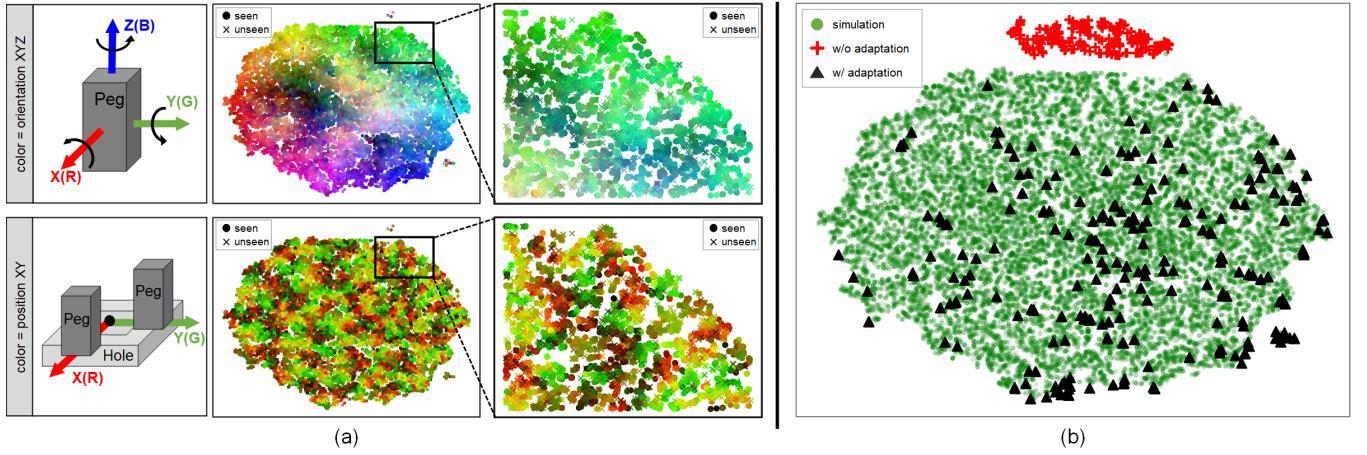 color = orientation XYZ
Z(B)
Peg
Y(G)
X(R)
seen
× unseen
seen
× unseen
color = position XY
Peg
Peg
Y(G)
Hole
X(R)
seen
× unseen
seen
× unseen
(a)
simulation
w/o adaptation
w/ adaptation
(b)